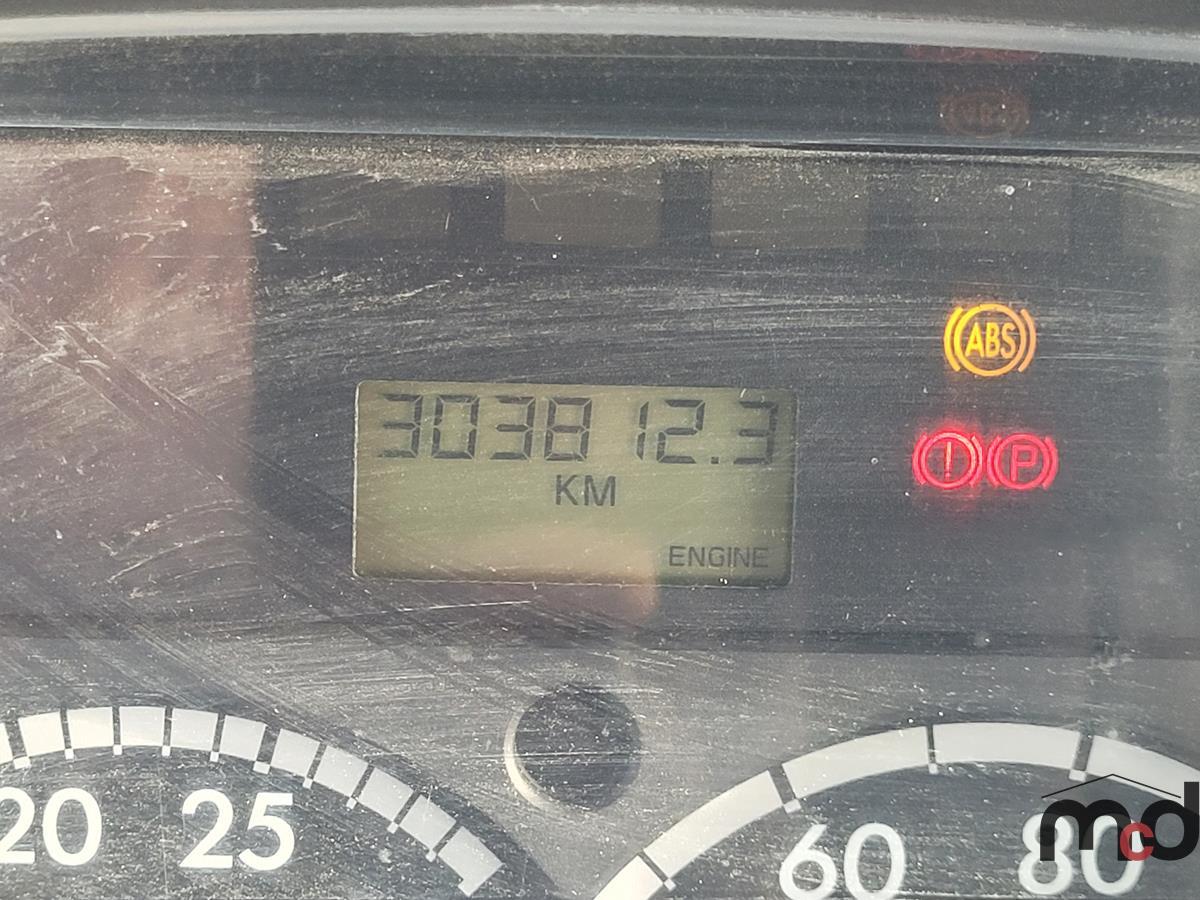 ABS
303812.3
KM
! P
ENGINE
20 25 60 80
mcd